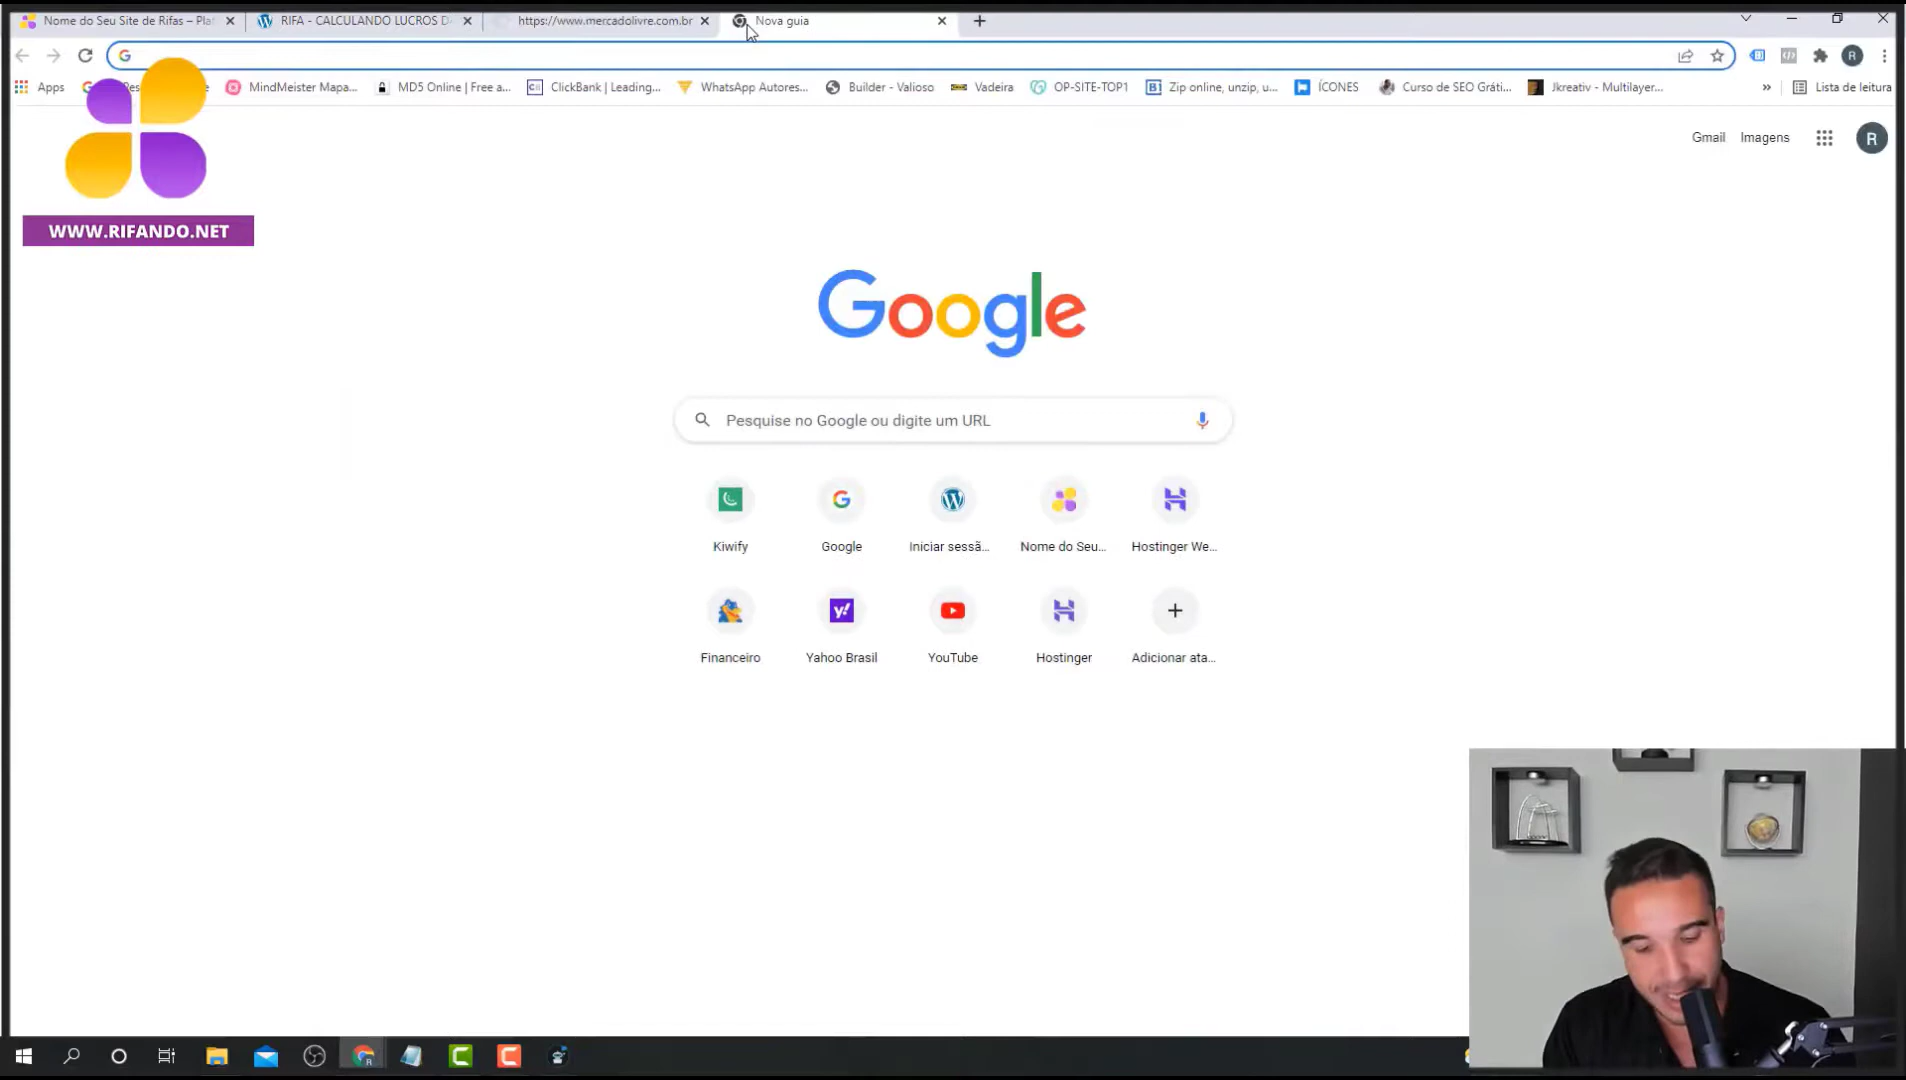 Nome do Seu Site de Rifas – Pla
RIFA - CALCULANDO LUCROS D
https://www.mercadolivre.com.br
Nova guia
Apps
MindMeister Mapa...
MD5 Online | Free a...
ClickBank | Leading...
WhatsApp Autores...
Builder - Valioso
Vadeira
OP-SITE-TOP1
Zip online, unzip, u...
ÍCONES
Curso de SEO Gráti...
Jkreativ - Multilayer...
»
Lista de leitura
Gmail
Imagens
R
WWW.RIFANDO.NET
Google
Pesquise no Google ou digite um URL
Kiwify
Google
Iniciar sessã...
Nome do Seu...
Hostinger We...
Financeiro
Yahoo Brasil
YouTube
Hostinger
Adicionar ata...